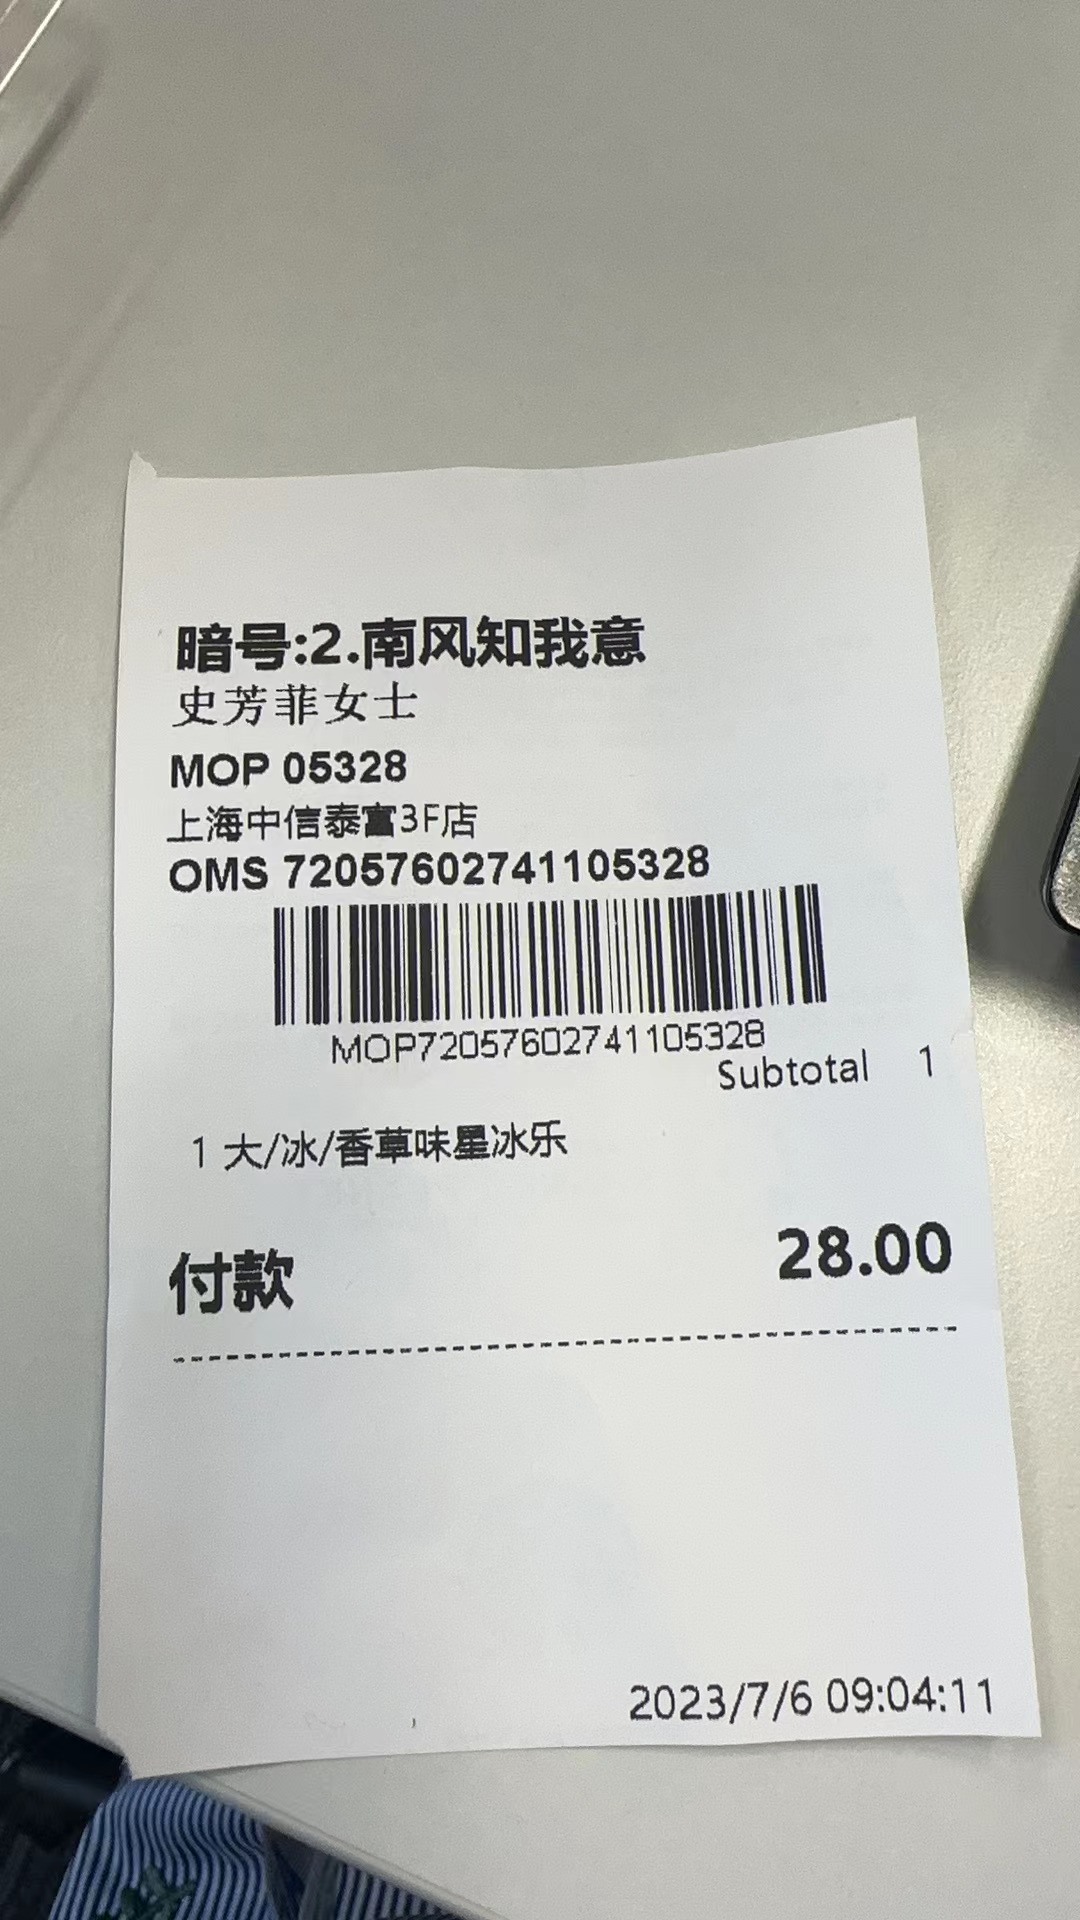 暗号:2.南风知我意
史芳菲女士
MOP 05328
上海中信泰富3F店
OMS 72057602741105328
MOP72057602741105328
Subtotal 1
1 大/冰/香草味星冰乐
付款 28.00
2023/7/6 09:04:11